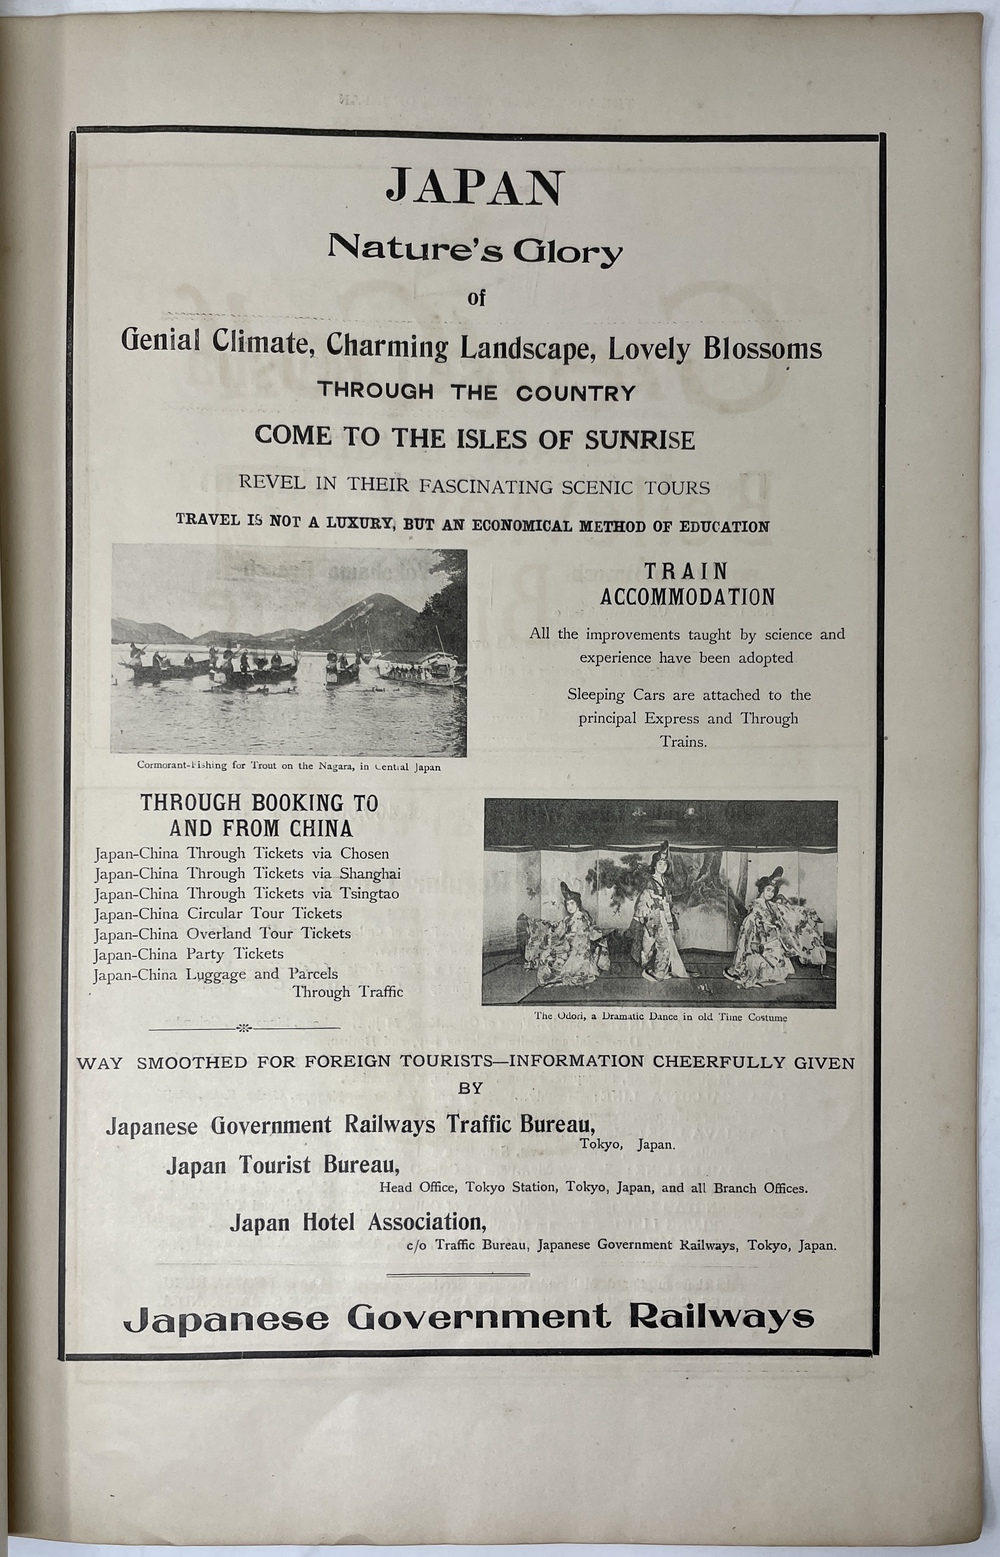 JAPAN
Nature's Glory
of
Genial Climate, Charming Landscape, Lovely Blossoms
THROUGH THE COUNTRY
COME TO THE ISLES OF SUNRISE
REVEL IN THEIR FASCINATING SCENIC TOURS
TRAVEL IS NOT A LUXURY, BUT AN ECONOMICAL METHOD OF EDUCATION
TRAIN
ACCOMMODATION
All the improvements taught by science and
experience have been adopted
Sleeping Cars are attached to the
principal Express and Through
Trains.
Cormorant-Fishing for Trout on the Nagara, in Central Japan
THROUGH BOOKING TO
AND FROM CHINA
Japan-China Through Tickets via Chosen
Japan-China Through Tickets via Shanghai
Japan-China Through Tickets via Tsingtao
Japan-China Circular Tour Tickets
Japan-China Overland Tour Tickets
Japan-China Party Tickets
Japan-China Luggage and Parcels
Through Traffic
The Odori, a Dramatic Dance in old Time Costume
WAY SMOOTHED FOR FOREIGN TOURISTS—INFORMATION CHEERFULLY GIVEN
BY
Japanese Government Railways Traffic Bureau,
Tokyo, Japan.
Japan Tourist Bureau,
Head Office, Tokyo Station, Tokyo, Japan, and all Branch Offices.
Japan Hotel Association,
c/o Traffic Bureau, Japanese Government Railways, Tokyo, Japan.
Japanese Government Railways